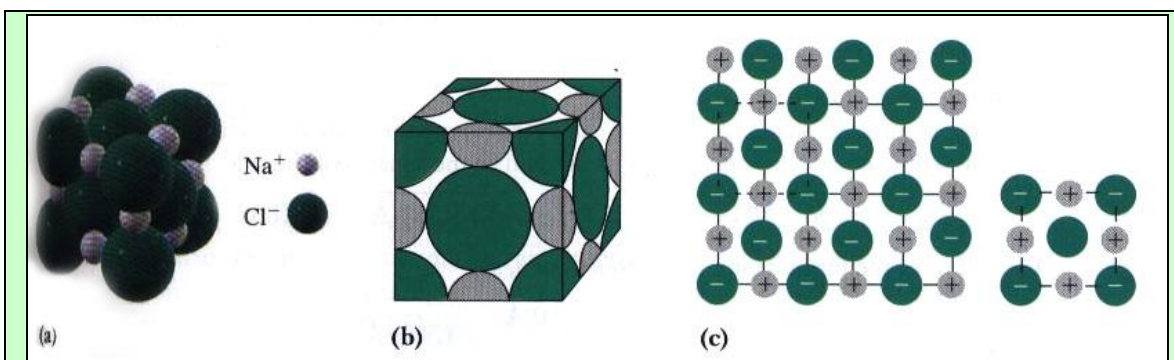 Na⁺
Cl⁻
+ − + − + −
− + − + − +
+ − + − + −
− + − + − +
+ − + − + −
− + − + − +
− + −
+ +
− + −
(a)
(b)
(c)